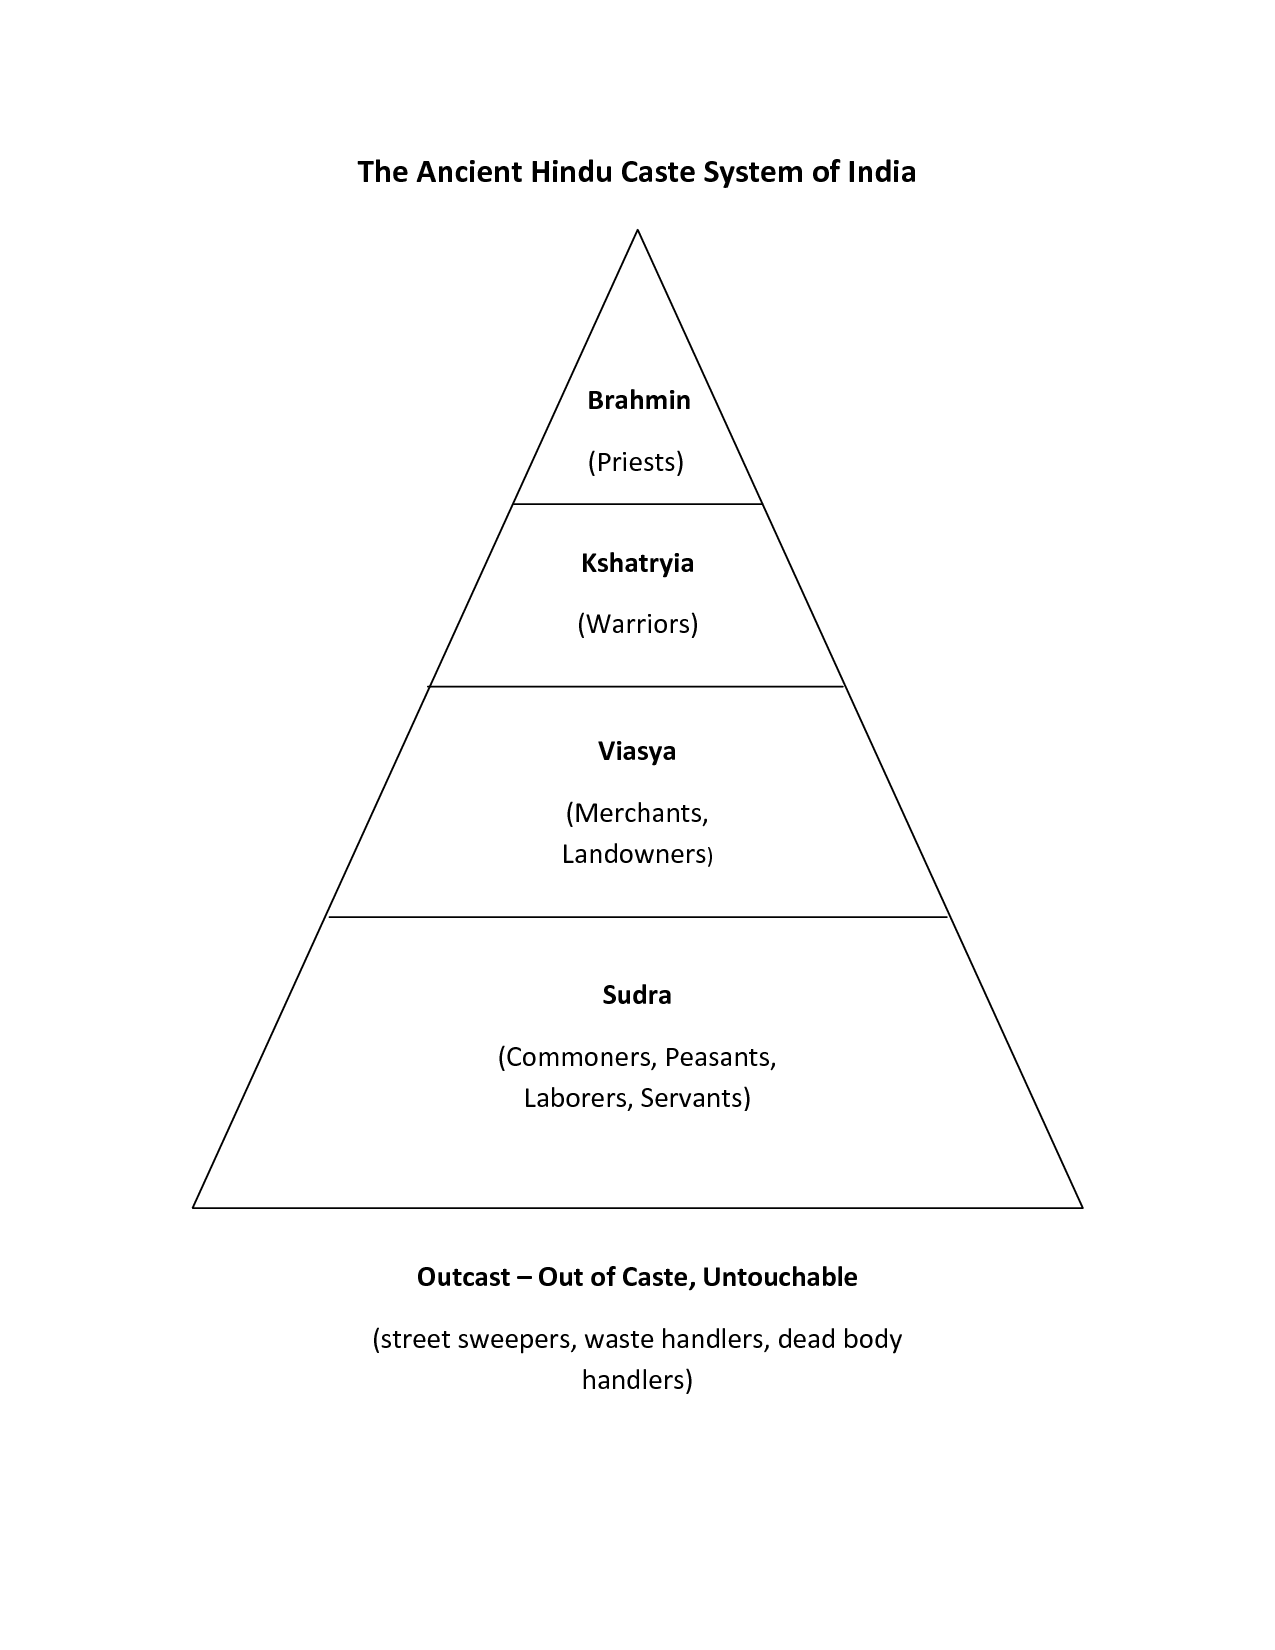 The Ancient Hindu Caste System of India
Brahmin
(Priests)
Kshatryia
(Warriors)
Viasya
(Merchants,
Landowners)
Sudra
(Commoners, Peasants,
Laborers, Servants)
Outcast – Out of Caste, Untouchable
(street sweepers, waste handlers, dead body
handlers)